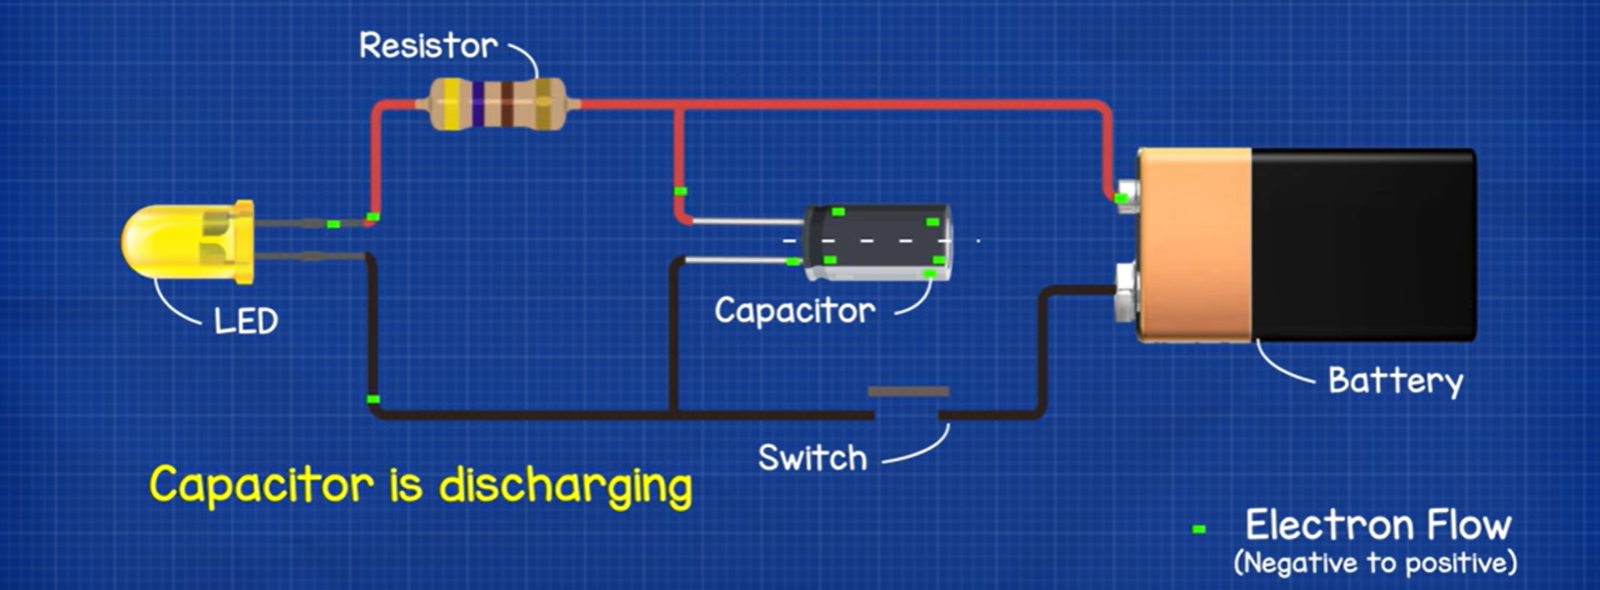 Resistor
LED
Capacitor
Battery
Switch
Capacitor is discharging
Electron Flow
(Negative to positive)